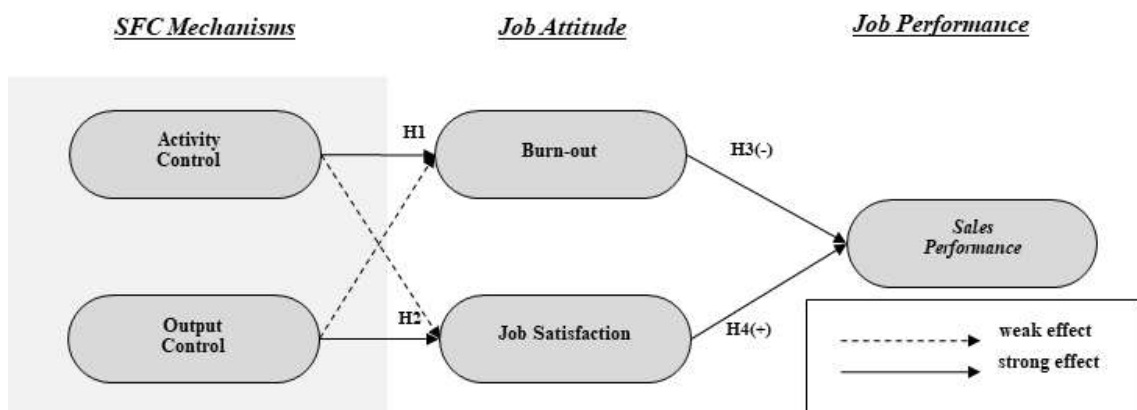 SFC Mechanisms
Job Attitude
Job Performance
Activity
Control
H1
Burn-out
H3(-)
Sales
Performance
Output
Control
H2
Job Satisfaction
H4(+)
weak effect
strong effect